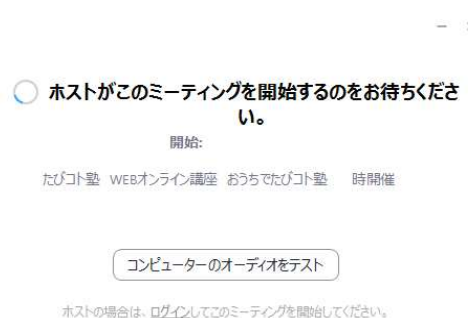 ホストがこのミーティングを開始するのをお待ちくださ
い。
開始:
たびコト塾 WEBオンライン講座 おうちでたびコト塾 時開催
コンピューターのオーディオをテスト
ホストの場合は、ログインしてこのミーティングを開始してください。